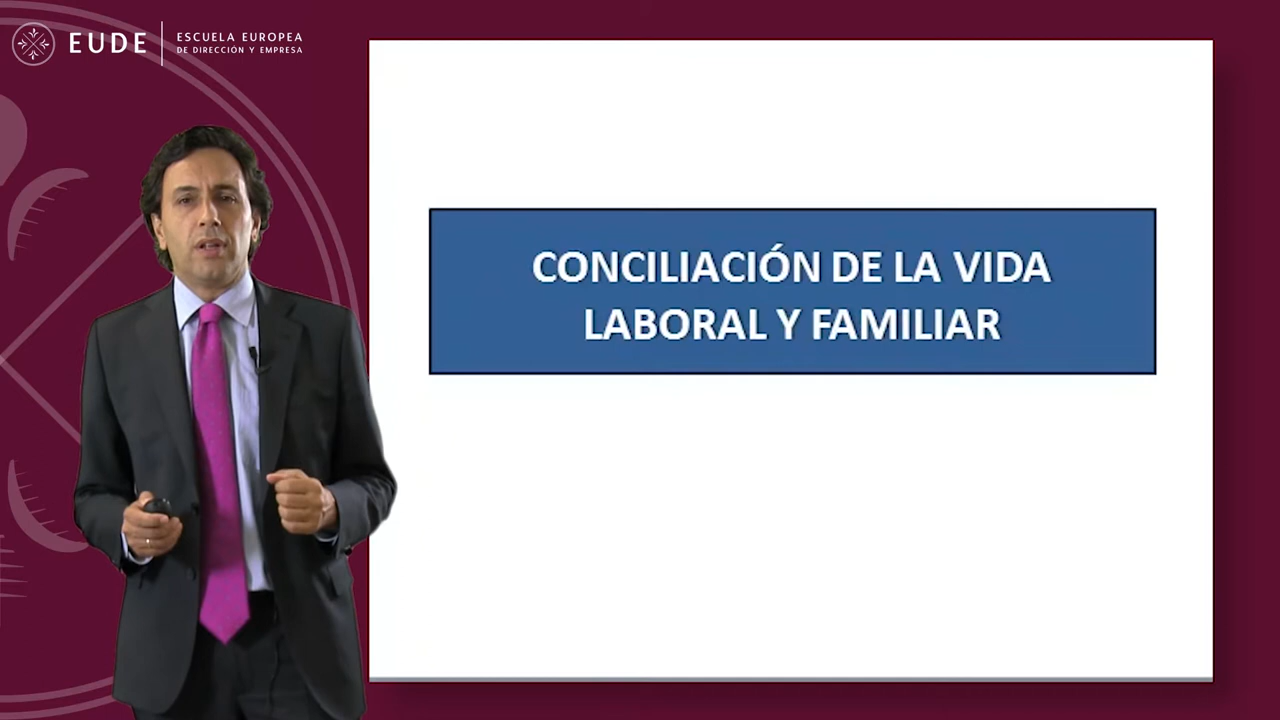 EUDE
ESCUELA EUROPEA
DE DIRECCIÓN Y EMPRESA
CONCILIACIÓN DE LA VIDA
LABORAL Y FAMILIAR